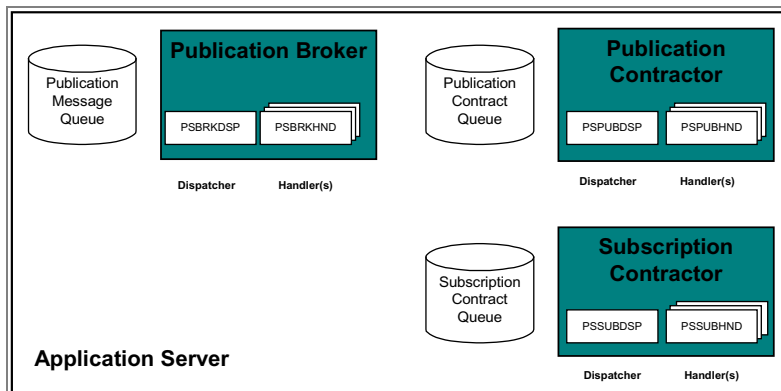 Publication Broker
Publication
Message
Queue
PSBRKDSP
PSBRKHND
Dispatcher
Handler(s)
Publication
Contractor
Publication
Contract
Queue
PSPUBDSP
PSPUBHND
Dispatcher
Handler(s)
Subscription
Contractor
Subscription
Contract
Queue
PSSUBDSP
PSSUBHND
Dispatcher
Handler(s)
Application Server